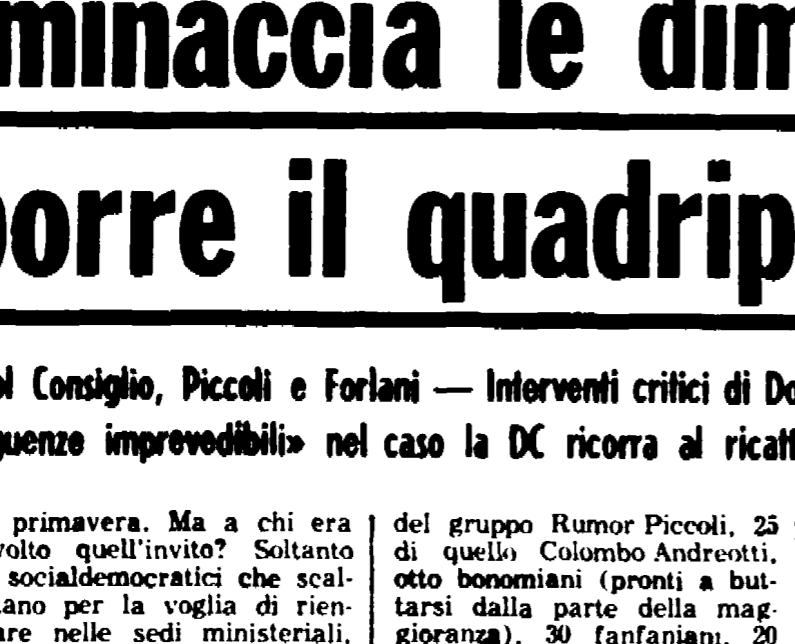 minaccia le dim
porre il quadrip
ol Consiglio, Piccoli e Forlani — Interventi critici di Do
guenze imprevedibili» nel caso la DC ricorra al ricatt
primavera. Ma a chi era
volto quell'invito? Soltanto
socialdemocratici che scal-
ano per la voglia di rien-
are nelle sedi ministeriali,
del gruppo Rumor Piccoli, 25
di quello Colombo Andreotti,
otto bonomiani (pronti a but-
tarsi dalla parte della mag-
gioranza), 30 fanfaniani, 20